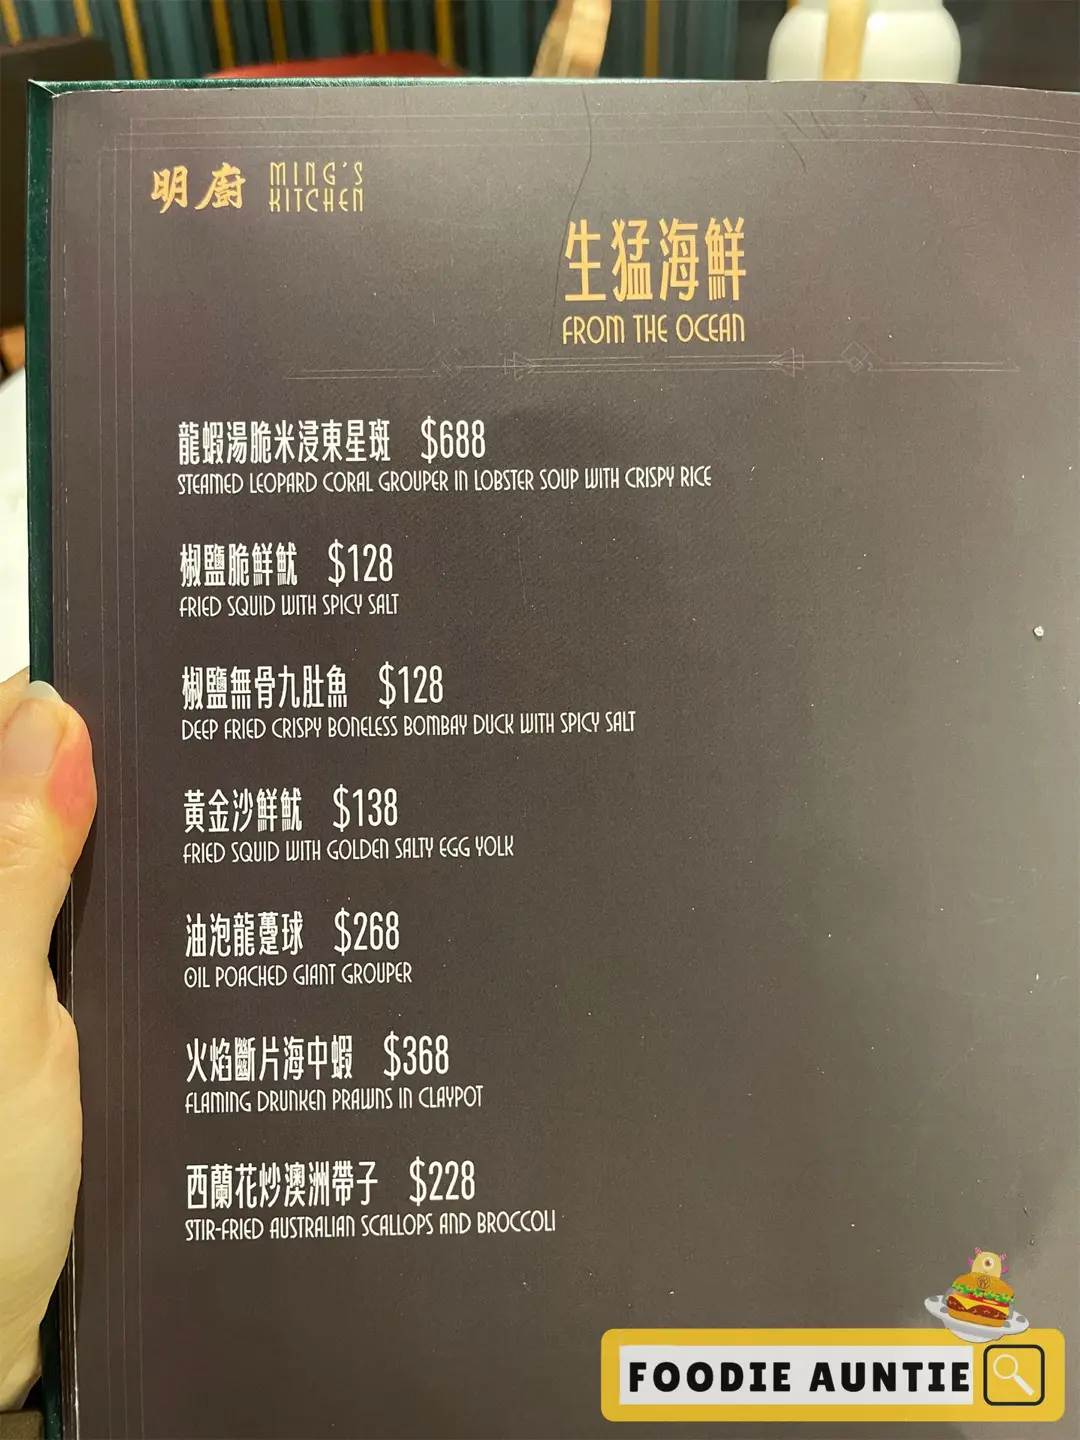 明廚 MING'S KITCHEN
生猛海鮮
FROM THE OCEAN
龍蝦湯脆米浸東星斑 $688
STEAMED LEOPARD CORAL GROUPER IN LOBSTER SOUP WITH CRISPY RICE
椒鹽脆鮮魷 $128
FRIED SQUID WITH SPICY SALT
椒鹽無骨九肚魚 $128
DEEP FRIED CRISPY BONELESS BOMBAY DUCK WITH SPICY SALT
黃金沙鮮魷 $138
FRIED SQUID WITH GOLDEN SALTY EGG YOLK
油泡龍躉球 $268
OIL POACHED GIANT GROUPER
火焰斷片海中蝦 $368
FLAMING DRUNKEN PRAWNS IN CLAYPOT
西蘭花炒澳洲帶子 $228
STIR-FRIED AUSTRALIAN SCALLOPS AND BROCCOLI
FOODIE AUNTIE